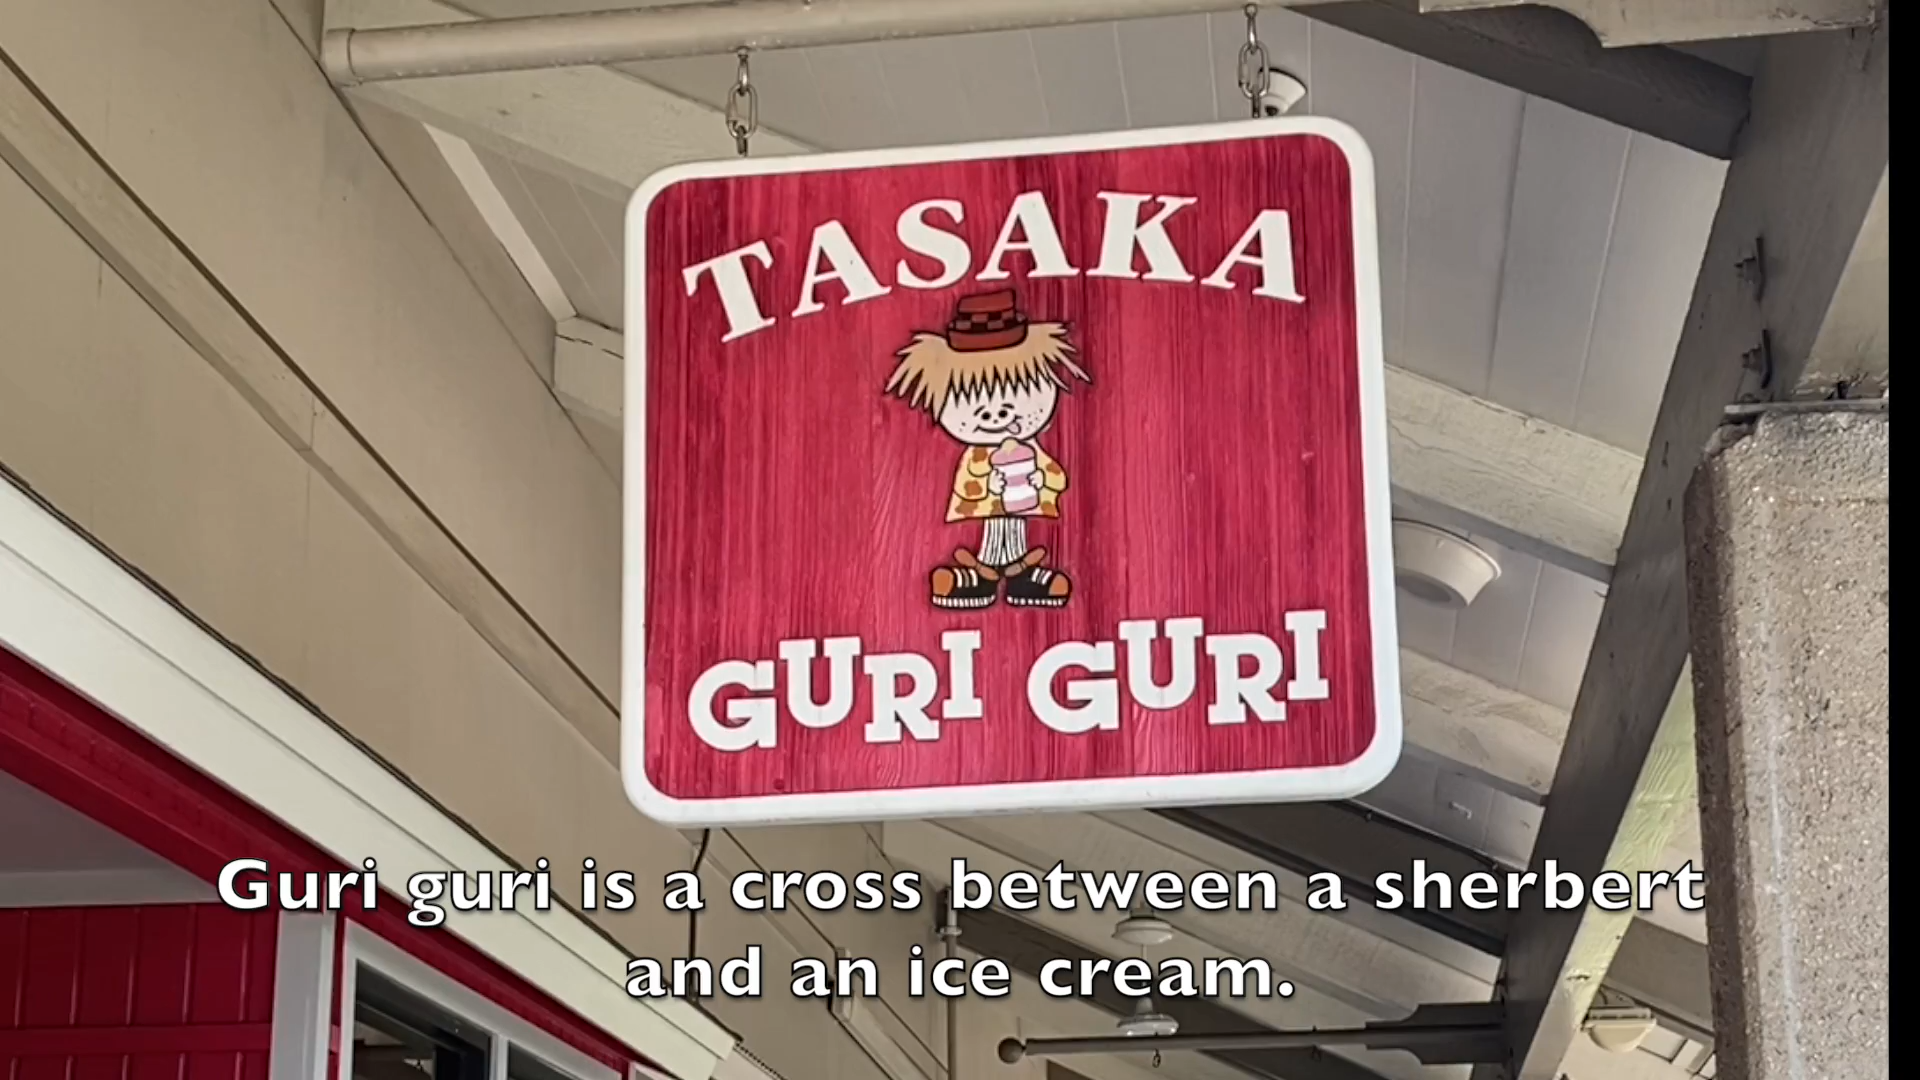 TASAKA
GURI GURI
Guri guri is a cross between a sherbert
and an ice cream.